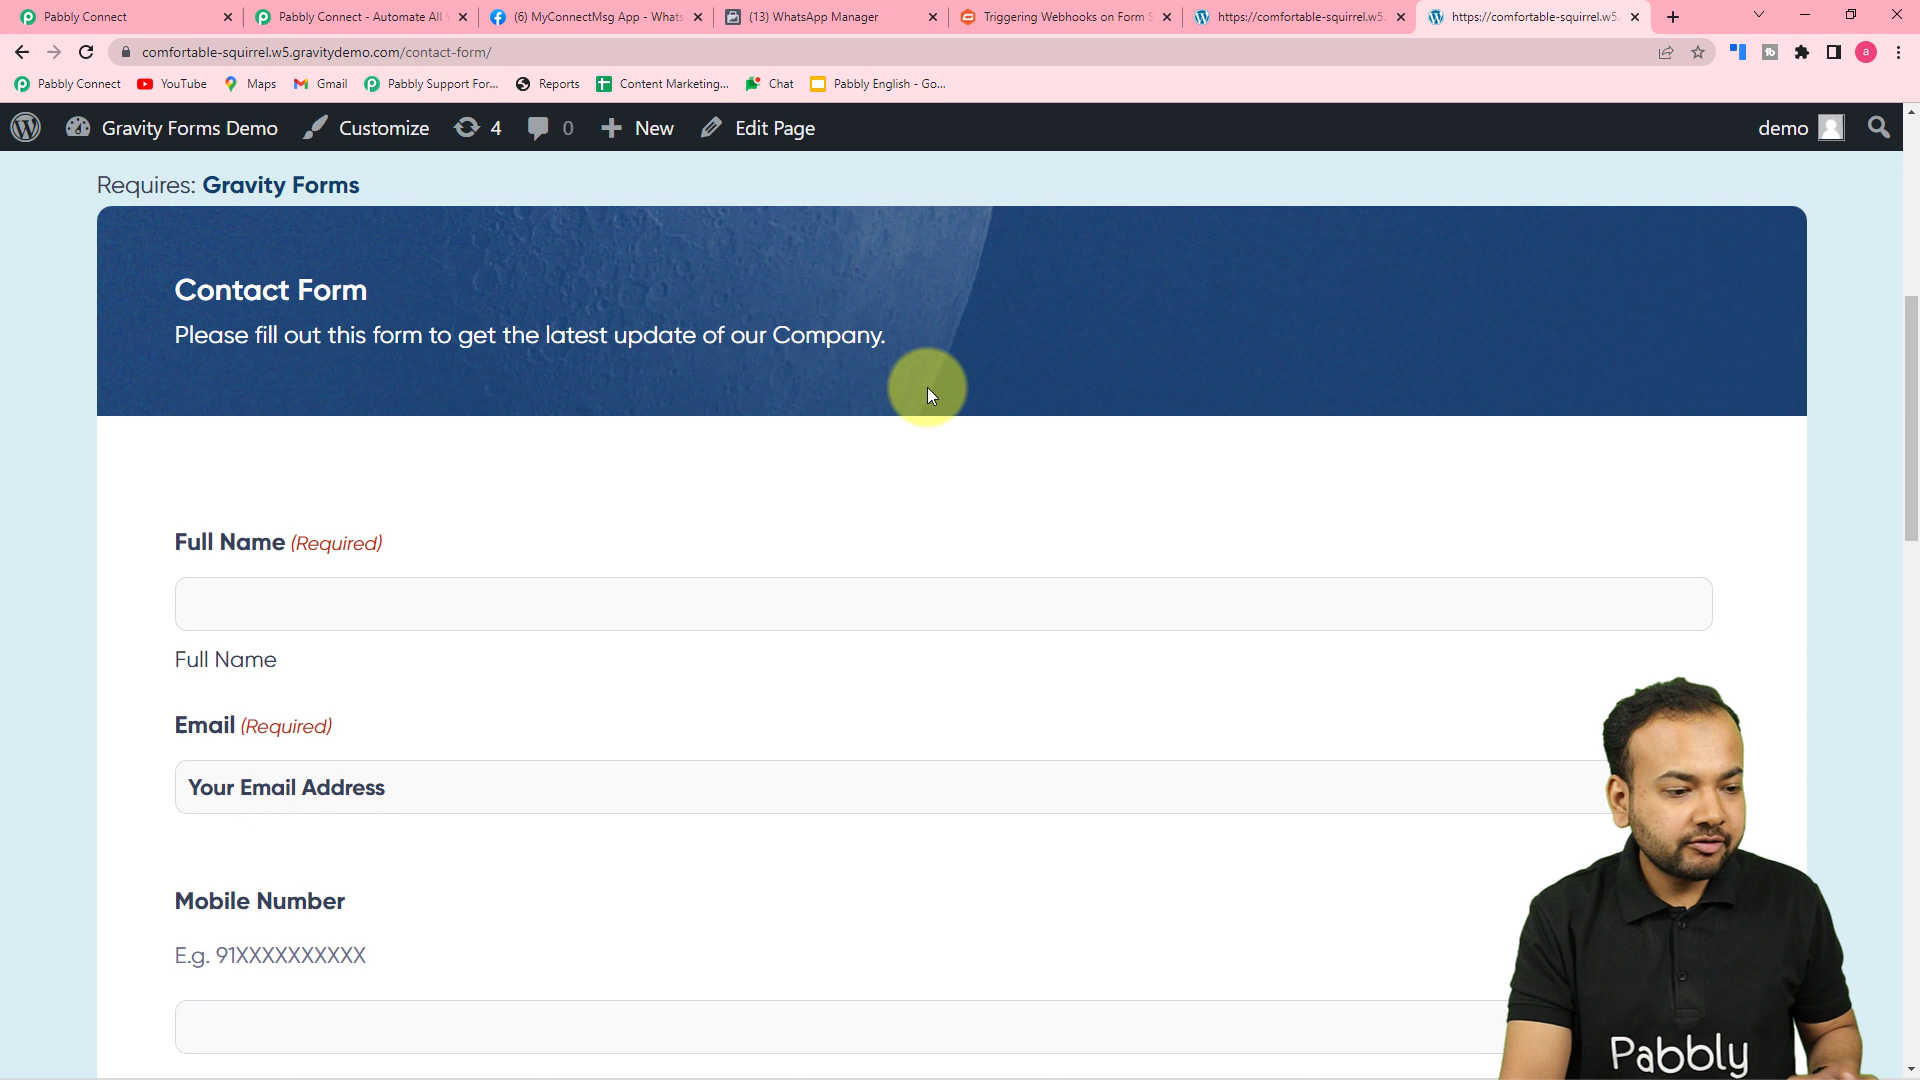 Pabbly Connect
Pabbly Connect - Automate All
(6) MyConnectMsg App - Whats
(13) WhatsApp Manager
Triggering Webhooks on Form S
https://comfortable-squirrel.w5.
https://comfortable-squirrel.w5.
comfortable-squirrel.w5.gravitydemo.com/contact-form/
a
Pabbly Connect
YouTube
Maps
Gmail
Pabbly Support For...
Reports
Content Marketing...
Chat
Pabbly English - Go...
Gravity Forms Demo
Customize
4
0
New
Edit Page
demo
Requires: Gravity Forms
Contact Form
Please fill out this form to get the latest update of our Company.
Full Name (Required)
Full Name
Email (Required)
Your Email Address
Mobile Number
E.g. 91XXXXXXXXXX
Pabbly